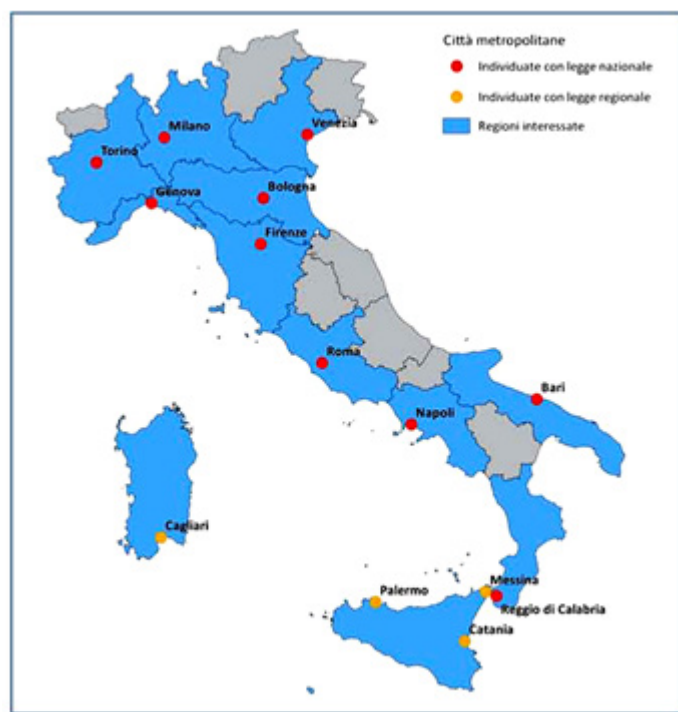 Città metropolitane
Individuate con legge nazionale
Individuate con legge regionale
Regioni interessate
Venezia
Milano
Torino
Bologna
Genova
Firenze
Roma
Bari
Napoli
Cagliari
Messina
Palermo
Reggio di Calabria
Catania